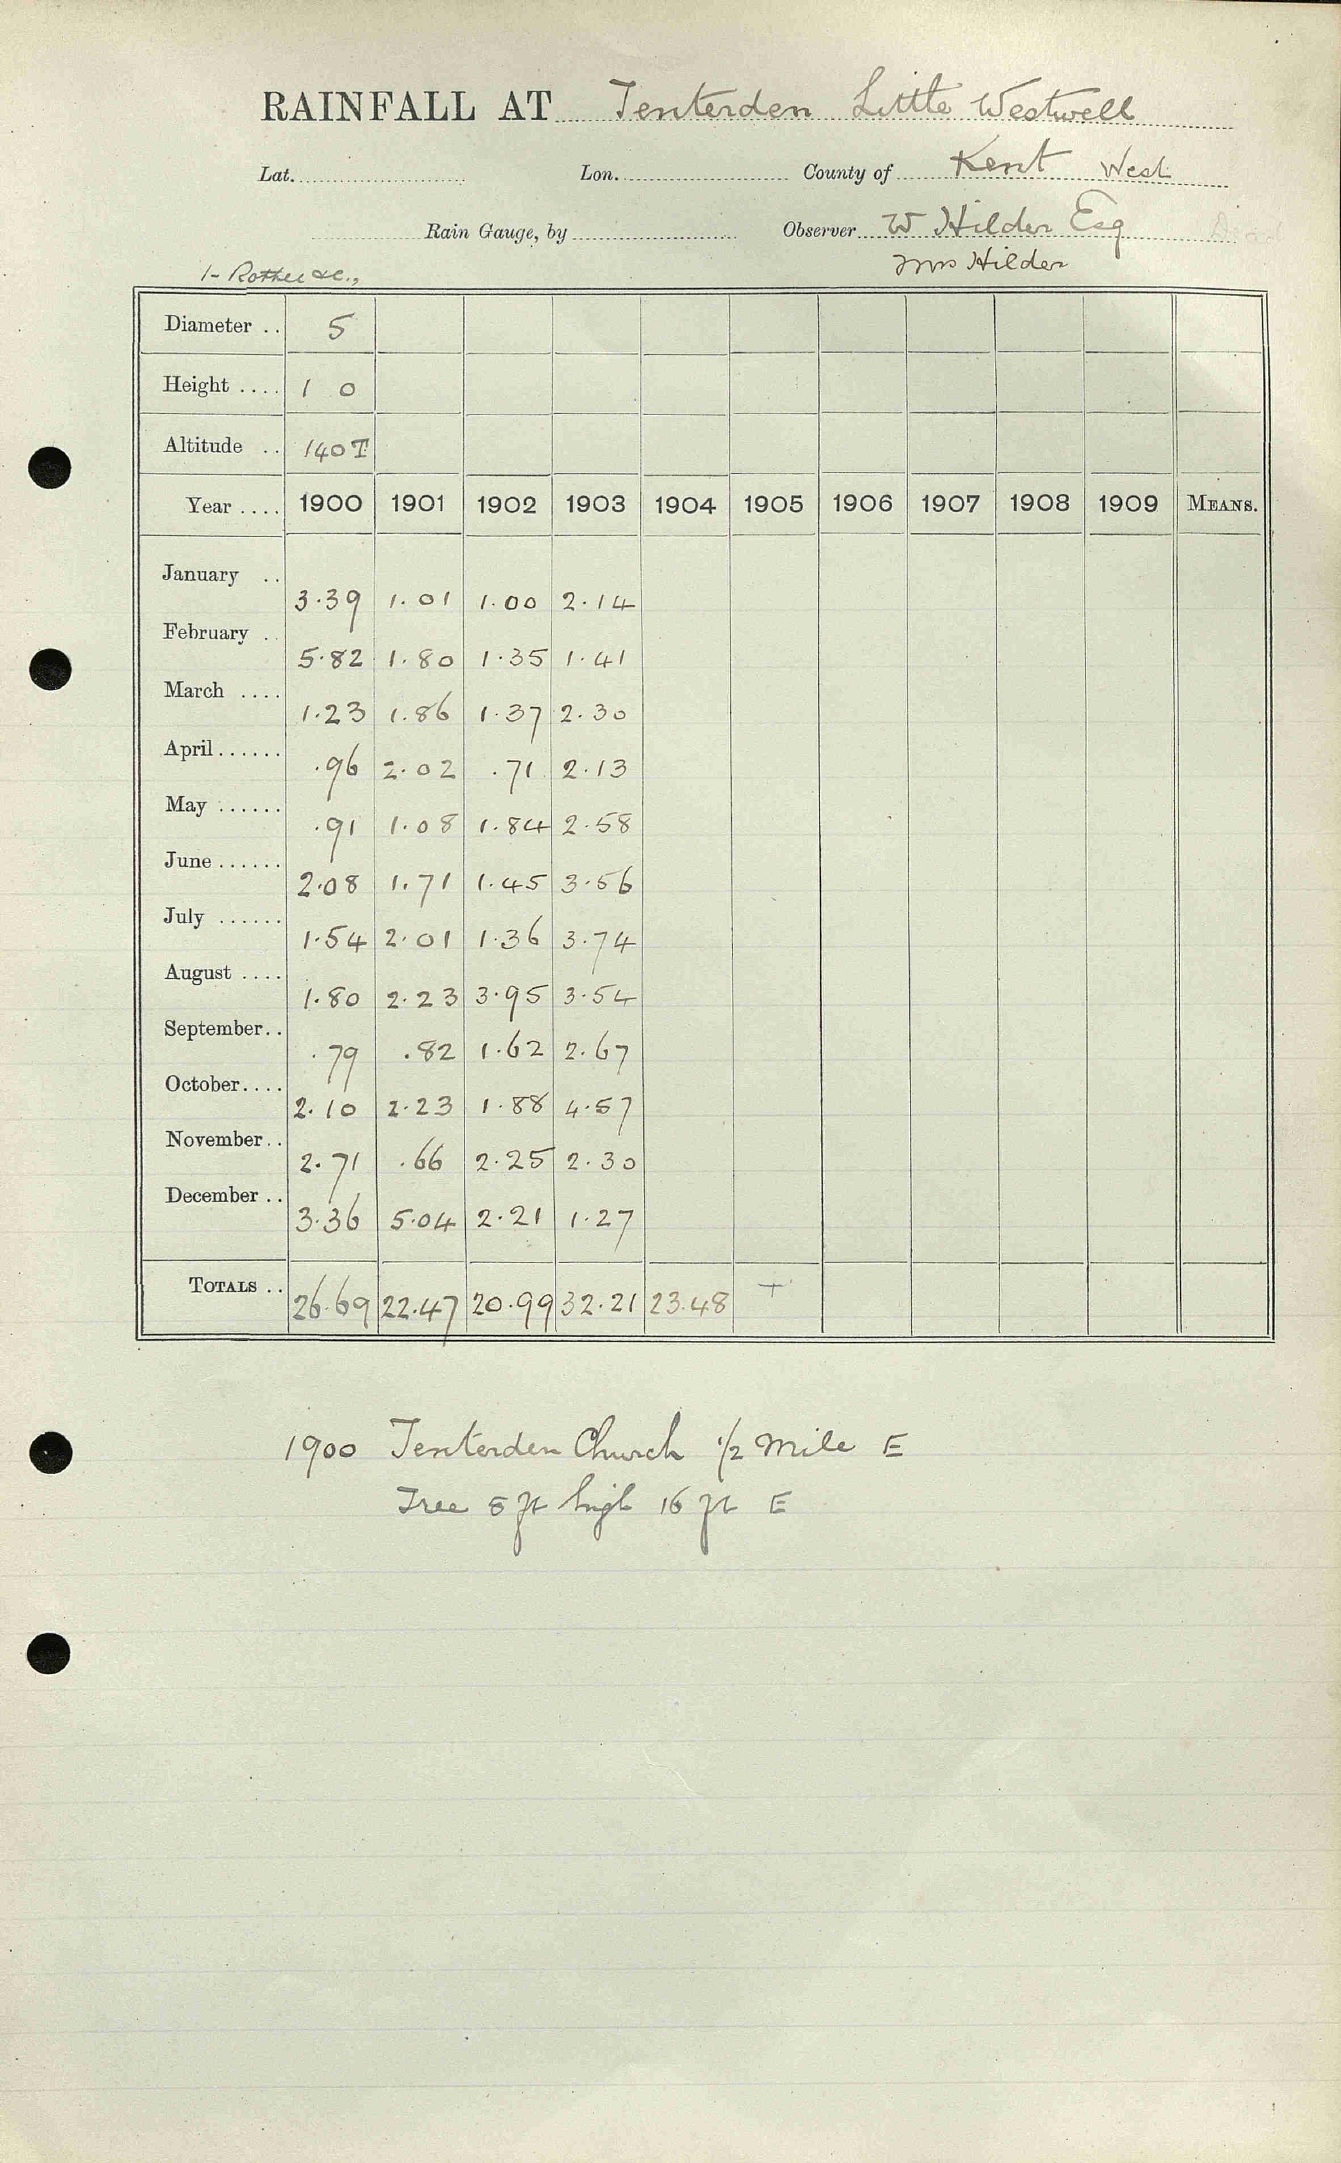 RAINFALL AT Tenterden Little Westwell
Lat. Lon. County of Kent West
Rain Gauge, by Observer W Hilder Esq Dead
1- Rother &c., Mrs Hilder
Diameter .. 5
Height .... 1 0
Altitude .. 140 T
Year .... 1900 1901 1902 1903 1904 1905 1906 1907 1908 1909 MEANS.
January .. 3.39 1.01 1.00 2.14
February .. 5.82 1.80 1.35 1.41
March .... 1.23 1.86 1.37 2.30
April...... .96 2.02 .71 2.13
May ...... .91 1.08 1.84 2.58
June...... 2.08 1.71 1.45 3.56
July ...... 1.54 2.01 1.36 3.74
August .... 1.80 2.23 3.95 3.54
September.. .79 .82 1.62 2.67
October.... 2.10 2.23 1.88 4.57
November.. 2.71 .66 2.25 2.30
December .. 3.36 5.04 2.21 1.27
TOTALS .. 26.69 22.47 20.99 32.21 23.48 +
1900 Tenterden Church 1/2 Mile E
Tree 8 ft high 16 ft E